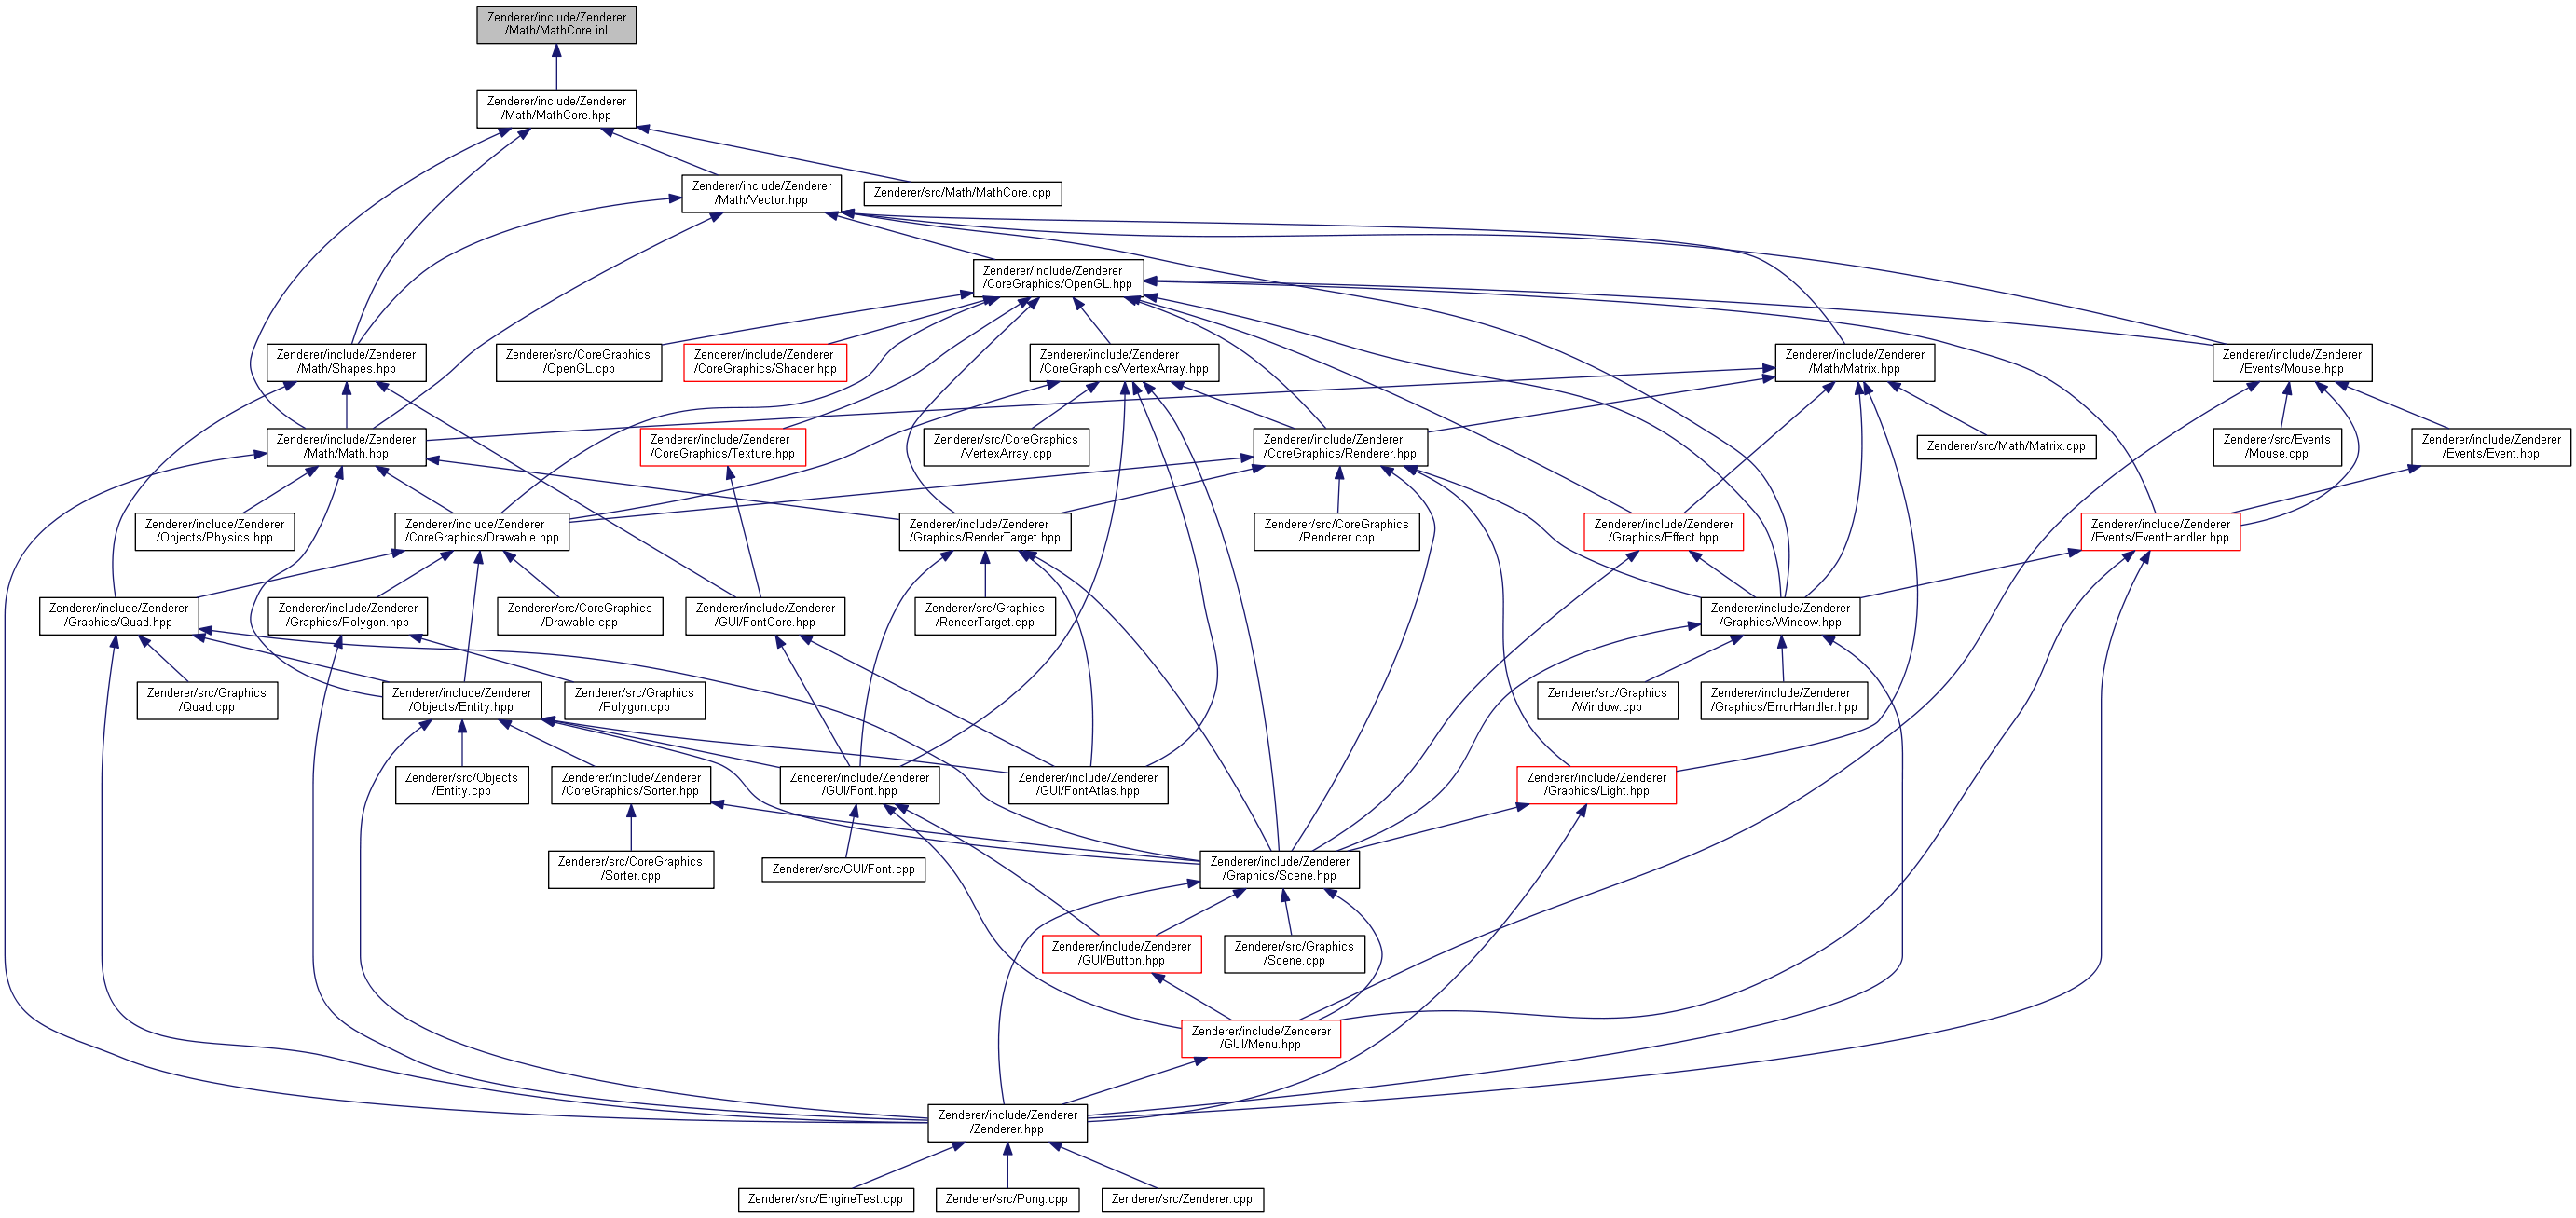 Zenderer/include/Zenderer
/Math/MathCore.inl
Zenderer/include/Zenderer
/Math/MathCore.hpp
Zenderer/include/Zenderer
/Math/Vector.hpp
Zenderer/src/Math/MathCore.cpp
Zenderer/include/Zenderer
/CoreGraphics/OpenGL.hpp
Zenderer/include/Zenderer
/Math/Shapes.hpp
Zenderer/src/CoreGraphics
/OpenGL.cpp
Zenderer/include/Zenderer
/CoreGraphics/Shader.hpp
Zenderer/include/Zenderer
/CoreGraphics/VertexArray.hpp
Zenderer/include/Zenderer
/Math/Matrix.hpp
Zenderer/include/Zenderer
/Events/Mouse.hpp
Zenderer/include/Zenderer
/Math/Math.hpp
Zenderer/include/Zenderer
/CoreGraphics/Texture.hpp
Zenderer/src/CoreGraphics
/VertexArray.cpp
Zenderer/include/Zenderer
/CoreGraphics/Renderer.hpp
Zenderer/src/Math/Matrix.cpp
Zenderer/src/Events
/Mouse.cpp
Zenderer/include/Zenderer
/Events/Event.hpp
Zenderer/include/Zenderer
/Objects/Physics.hpp
Zenderer/include/Zenderer
/CoreGraphics/Drawable.hpp
Zenderer/include/Zenderer
/Graphics/RenderTarget.hpp
Zenderer/src/CoreGraphics
/Renderer.cpp
Zenderer/include/Zenderer
/Graphics/Effect.hpp
Zenderer/include/Zenderer
/Events/EventHandler.hpp
Zenderer/include/Zenderer
/Graphics/Quad.hpp
Zenderer/include/Zenderer
/Graphics/Polygon.hpp
Zenderer/src/CoreGraphics
/Drawable.cpp
Zenderer/include/Zenderer
/GUI/FontCore.hpp
Zenderer/src/Graphics
/RenderTarget.cpp
Zenderer/include/Zenderer
/Graphics/Window.hpp
Zenderer/src/Graphics
/Quad.cpp
Zenderer/include/Zenderer
/Objects/Entity.hpp
Zenderer/src/Graphics
/Polygon.cpp
Zenderer/src/Graphics
/Window.cpp
Zenderer/include/Zenderer
/Graphics/ErrorHandler.hpp
Zenderer/src/Objects
/Entity.cpp
Zenderer/include/Zenderer
/CoreGraphics/Sorter.hpp
Zenderer/include/Zenderer
/GUI/Font.hpp
Zenderer/include/Zenderer
/GUI/FontAtlas.hpp
Zenderer/include/Zenderer
/Graphics/Light.hpp
Zenderer/src/CoreGraphics
/Sorter.cpp
Zenderer/src/GUI/Font.cpp
Zenderer/include/Zenderer
/Graphics/Scene.hpp
Zenderer/include/Zenderer
/GUI/Button.hpp
Zenderer/src/Graphics
/Scene.cpp
Zenderer/include/Zenderer
/GUI/Menu.hpp
Zenderer/include/Zenderer
/Zenderer.hpp
Zenderer/src/EngineTest.cpp
Zenderer/src/Pong.cpp
Zenderer/src/Zenderer.cpp